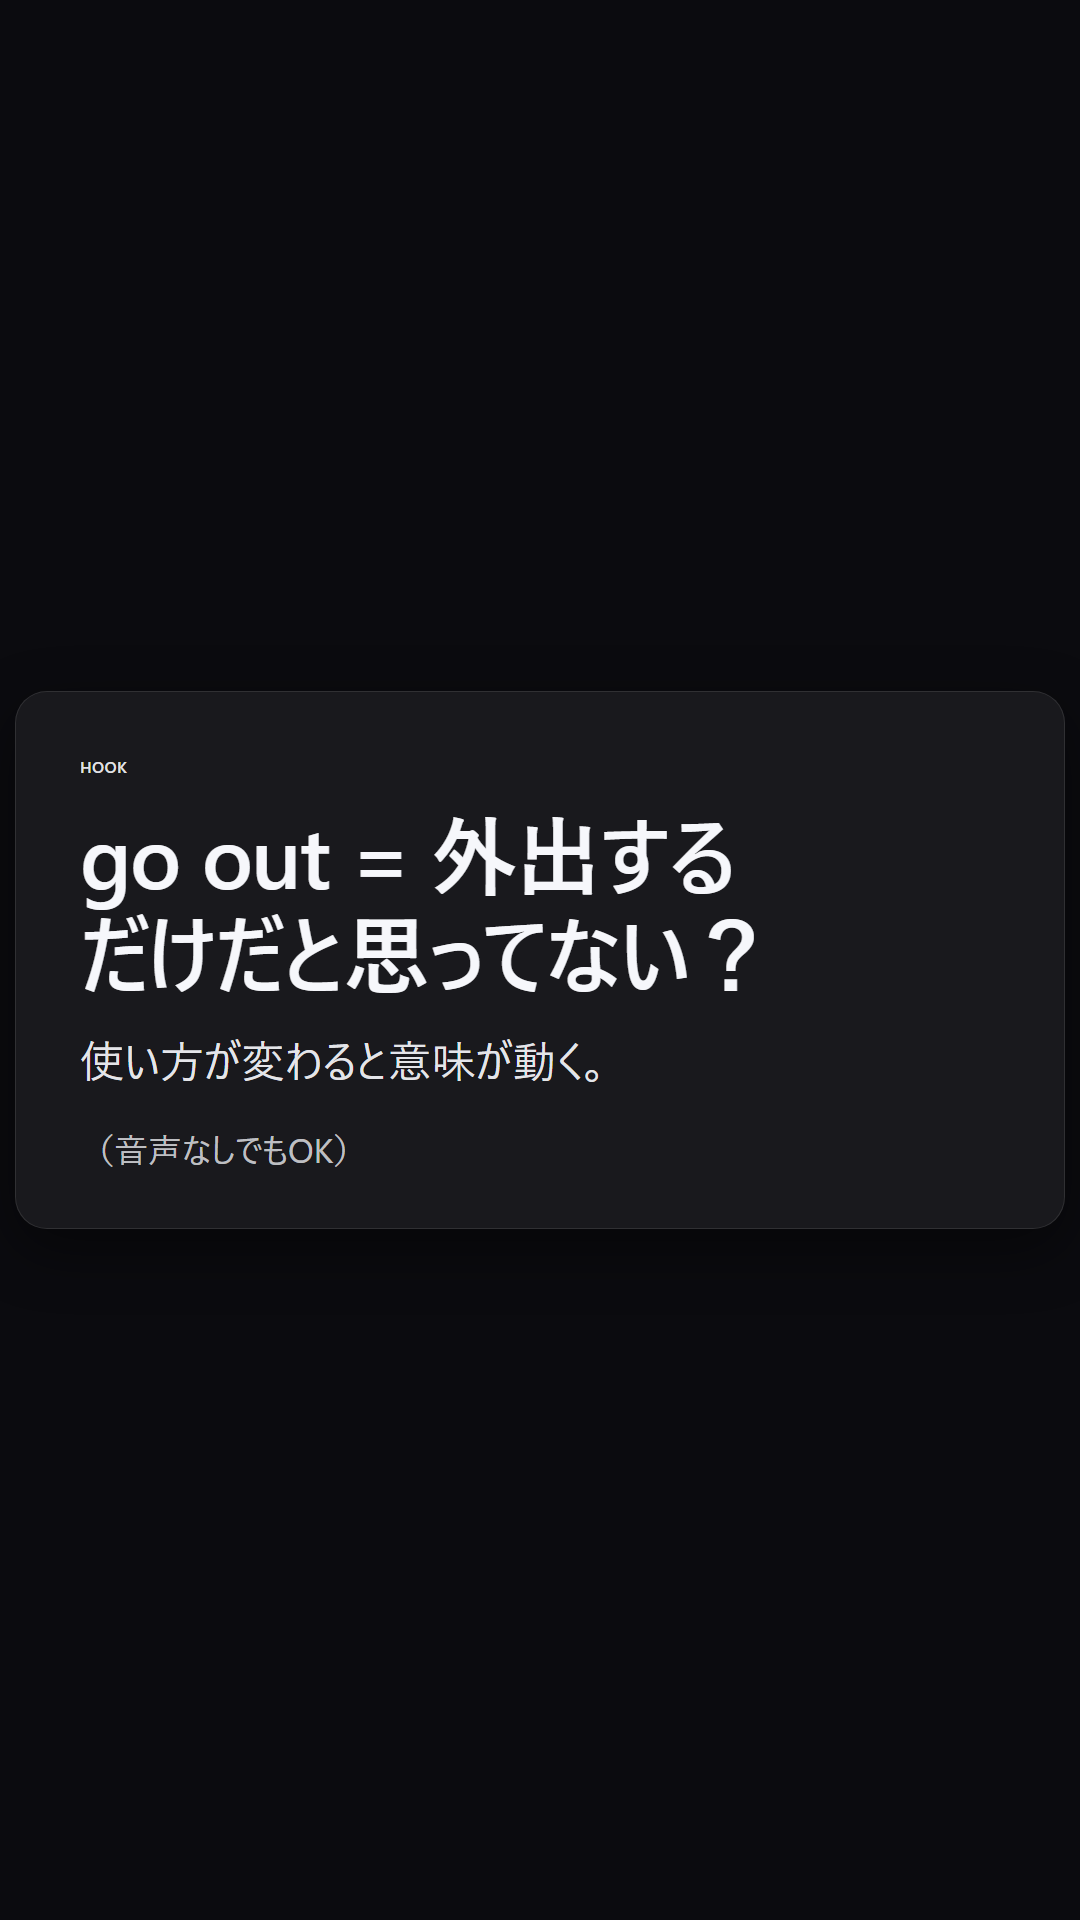 HOOK
go out = 外出する
だけだと思ってない？
使い方が変わると意味が動く。
（音声なしでもOK）